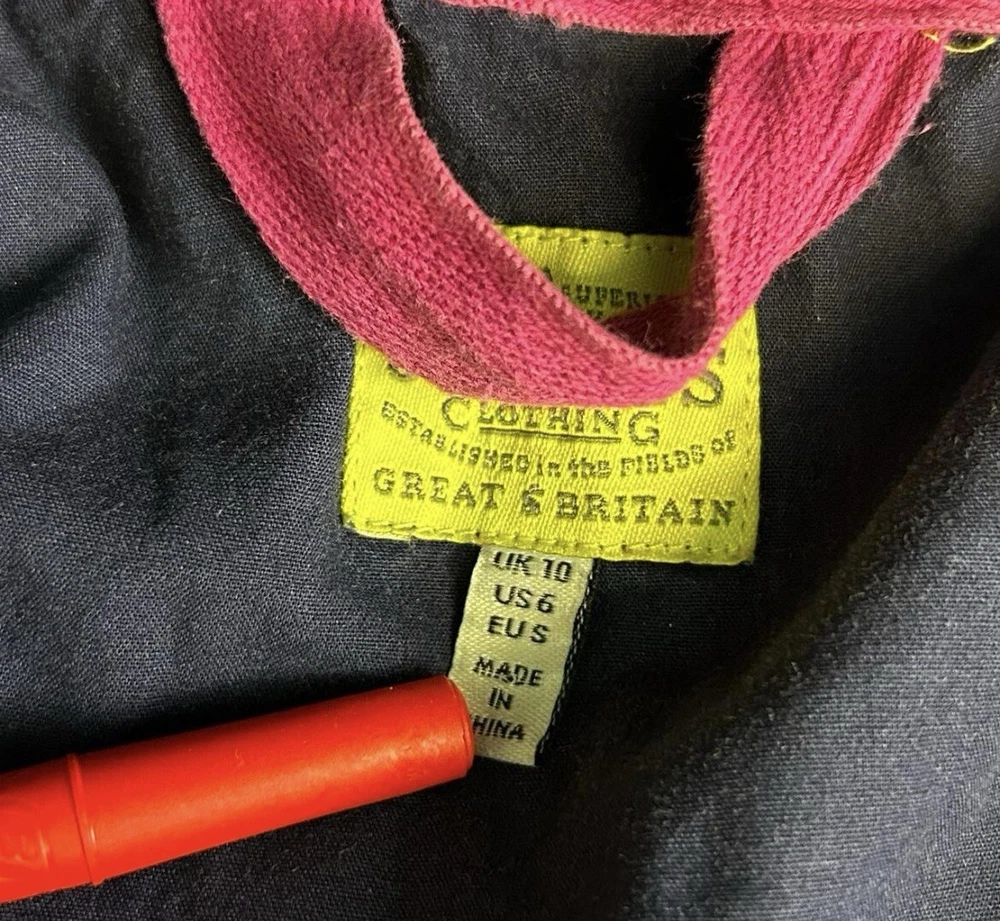 CLOTHING
ESTABLISHED in the FIELDS of
GREAT & BRITAIN
UK 10
US 6
EU S
MADE
IN
HINA